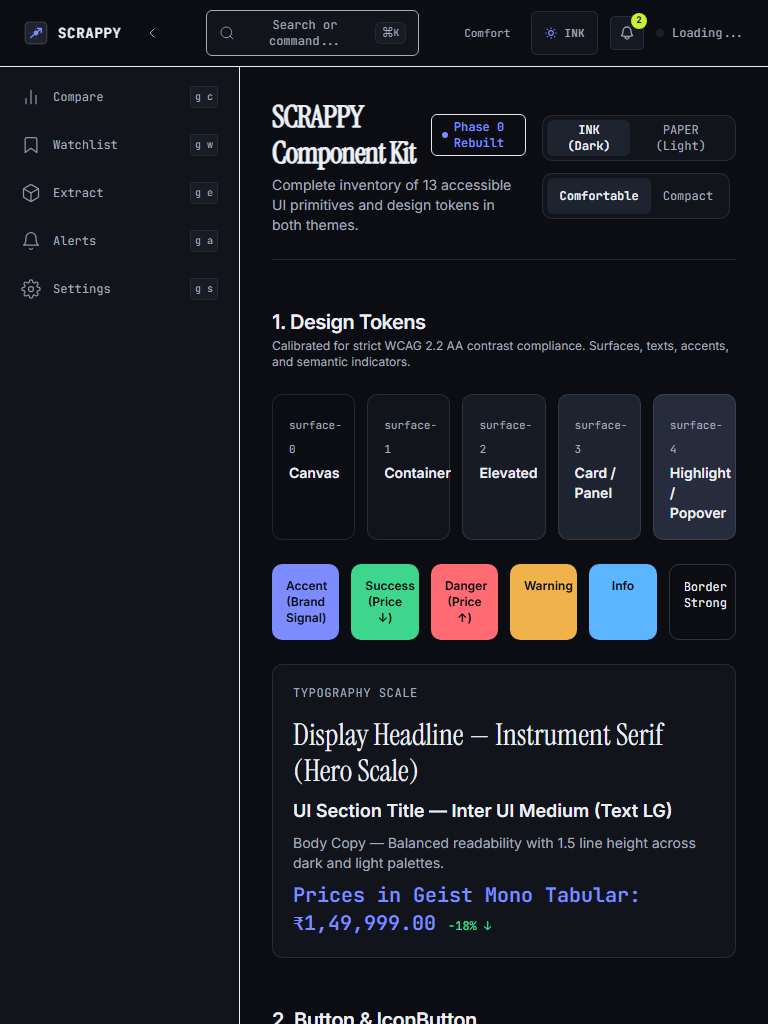 SCRAPPY
Search or
command...
⌘K
Comfort
INK
2
Loading...
Compare
g c
Watchlist
g w
Extract
g e
Alerts
g a
Settings
g s
SCRAPPY
Component Kit
Phase 0
Rebuilt
INK
(Dark)
PAPER
(Light)
Comfortable
Compact
Complete inventory of 13 accessible
UI primitives and design tokens in
both themes.
1. Design Tokens
Calibrated for strict WCAG 2.2 AA contrast compliance. Surfaces, texts, accents,
and semantic indicators.
surface-
0
Canvas
surface-
1
Container
surface-
2
Elevated
surface-
3
Card /
Panel
surface-
4
Highlight
/
Popover
Accent
(Brand
Signal)
Success
(Price
↓)
Danger
(Price
↑)
Warning
Info
Border
Strong
TYPOGRAPHY SCALE
Display Headline — Instrument Serif
(Hero Scale)
UI Section Title — Inter UI Medium (Text LG)
Body Copy — Balanced readability with 1.5 line height across
dark and light palettes.
Prices in Geist Mono Tabular:
₹1,49,999.00 -18% ↓
2. Button & IconButton